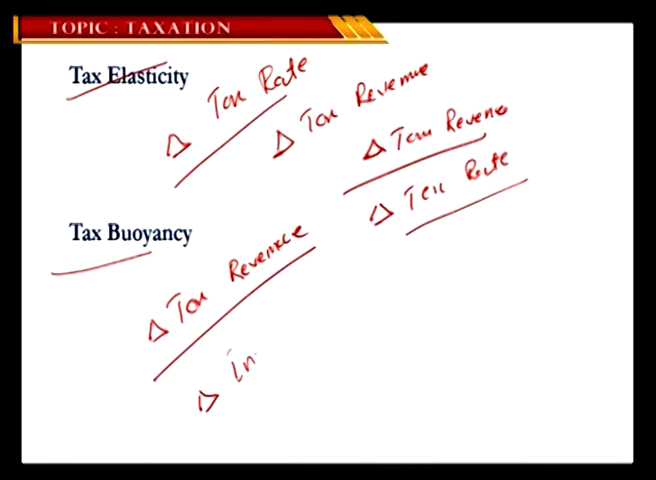 TOPIC : TAXATION
Tax Elasticity
Δ Tax Rate
Δ Tax Revenue
Δ Tax Revenue
Δ Tax Rate
Tax Buoyancy
Δ Tax Revenue
Δ In